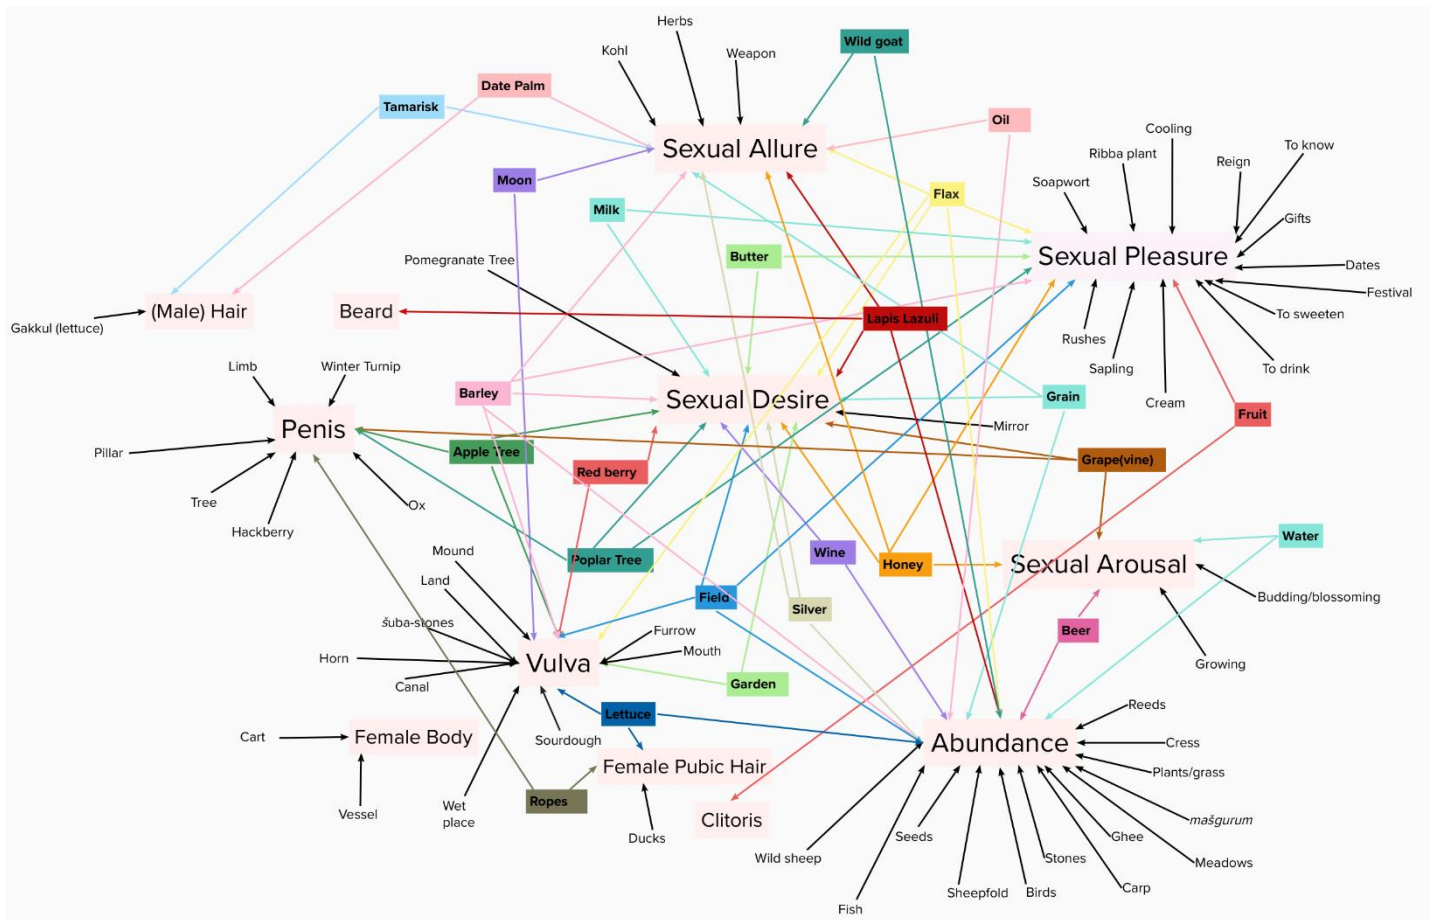 Herbs
Kohl
Weapon
Wild goat
Date Palm
Tamarisk
Oil
Cooling
Sexual Allure
Ribba plant
To know
Reign
Moon
Soapwort
Flax
Milk
Gifts
Butter
Sexual Pleasure
Pomegranate Tree
Dates
Festival
(Male) Hair
Beard
Lapis Lazuli
To sweeten
Gakkul (lettuce)
Rushes
Limb
Winter Turnip
Sapling
To drink
Barley
Sexual Desire
Grain
Cream
Fruit
Penis
Mirror
Pillar
Apple Tree
Grape(vine)
Red berry
Tree
Ox
Hackberry
Water
Mound
Wine
Poplar Tree
Honey
Sexual Arousal
Land
Field
Silver
Budding/blossoming
šuba-stones
Furrow
Beer
Horn
Vulva
Mouth
Growing
Canal
Garden
Lettuce
Reeds
Cart
Female Body
Sourdough
Abundance
Cress
Female Pubic Hair
Plants/grass
Ropes
Wet
place
Vessel
Clitoris
mašgurum
Ducks
Seeds
Ghee
Wild sheep
Stones
Meadows
Sheepfold
Birds
Carp
Fish